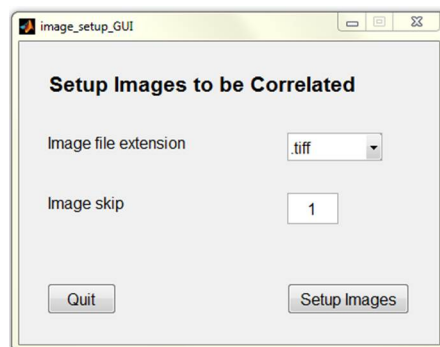 image_setup_GUI
Setup Images to be Correlated
Image file extension
.tiff
Image skip
1
Quit
Setup Images